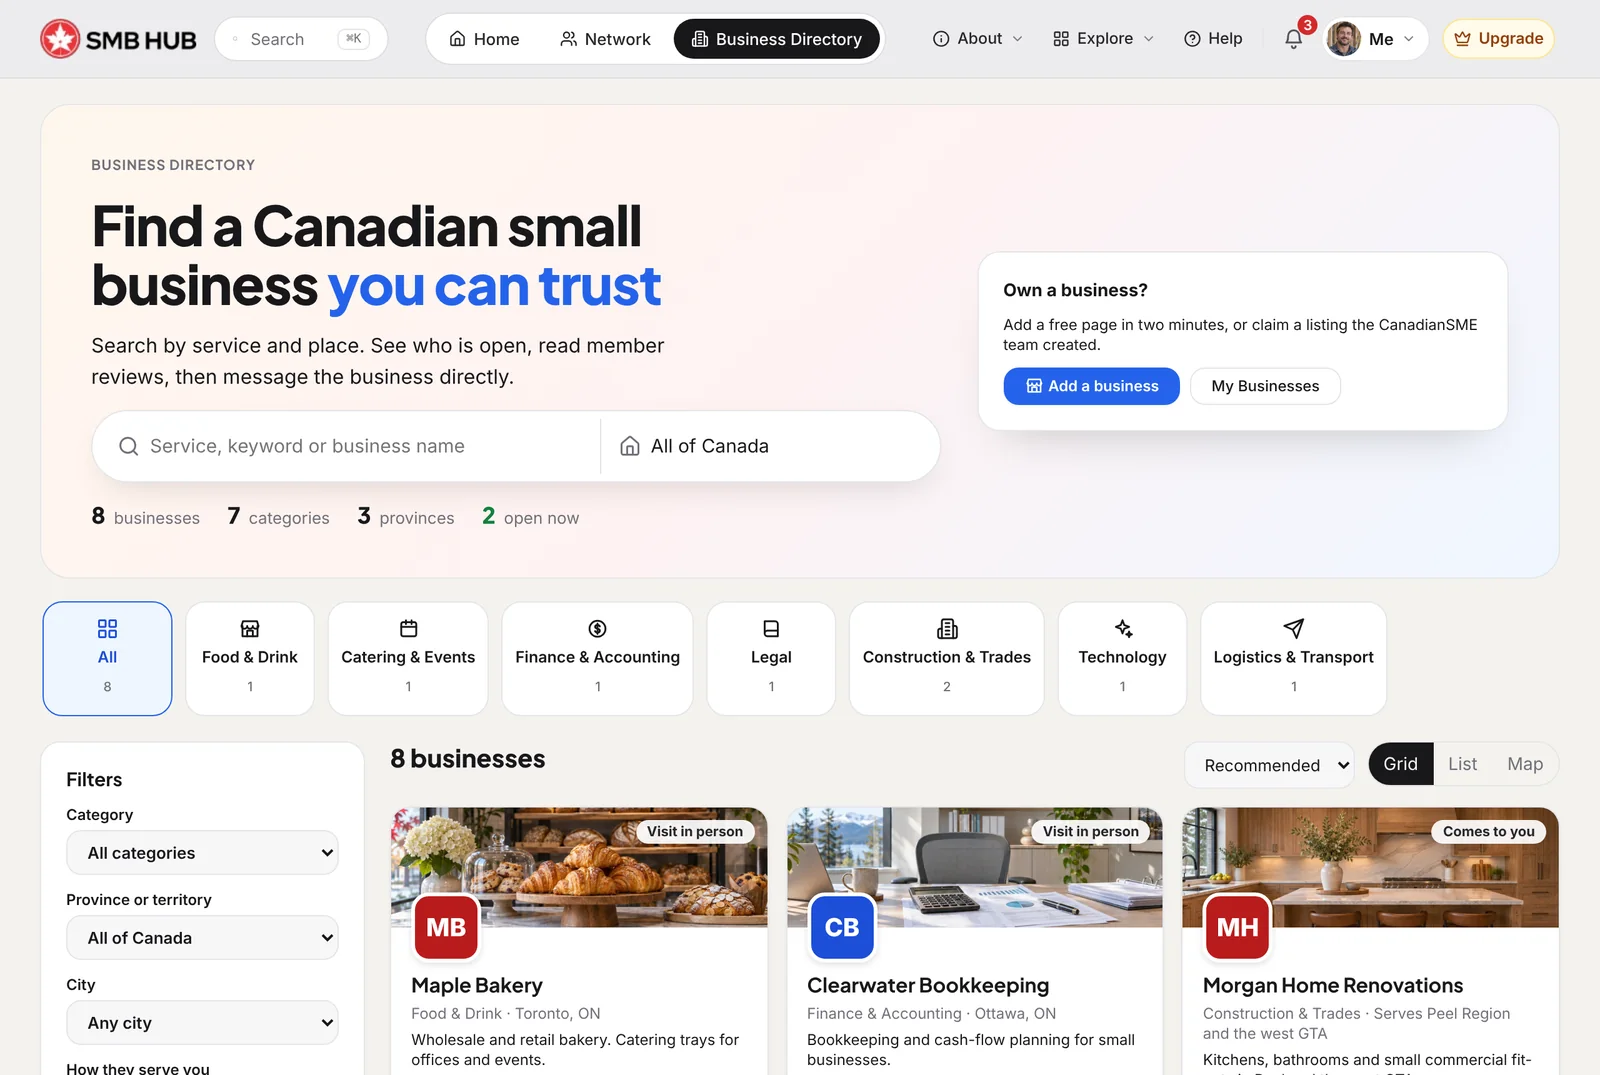 SMB HUB
Search
⌘K
Home
Network
Business Directory
About
Explore
Help
3
Me
Upgrade
BUSINESS DIRECTORY
Find a Canadian small
business you can trust
Search by service and place. See who is open, read member
reviews, then message the business directly.
Service, keyword or business name
All of Canada
8 businesses
7 categories
3 provinces
2 open now
Own a business?
Add a free page in two minutes, or claim a listing the CanadianSME
team created.
Add a business
My Businesses
All
8
Food & Drink
1
Catering & Events
1
Finance & Accounting
1
Legal
1
Construction & Trades
2
Technology
1
Logistics & Transport
1
Filters
Category
All categories
Province or territory
All of Canada
City
Any city
How they serve you
8 businesses
Recommended
Grid
List
Map
Visit in person
MB
Maple Bakery
Food & Drink · Toronto, ON
Wholesale and retail bakery. Catering trays for
offices and events.
Visit in person
CB
Clearwater Bookkeeping
Finance & Accounting · Ottawa, ON
Bookkeeping and cash-flow planning for small
businesses.
Comes to you
MH
Morgan Home Renovations
Construction & Trades · Serves Peel Region
and the west GTA
Kitchens, bathrooms and small commercial fit-